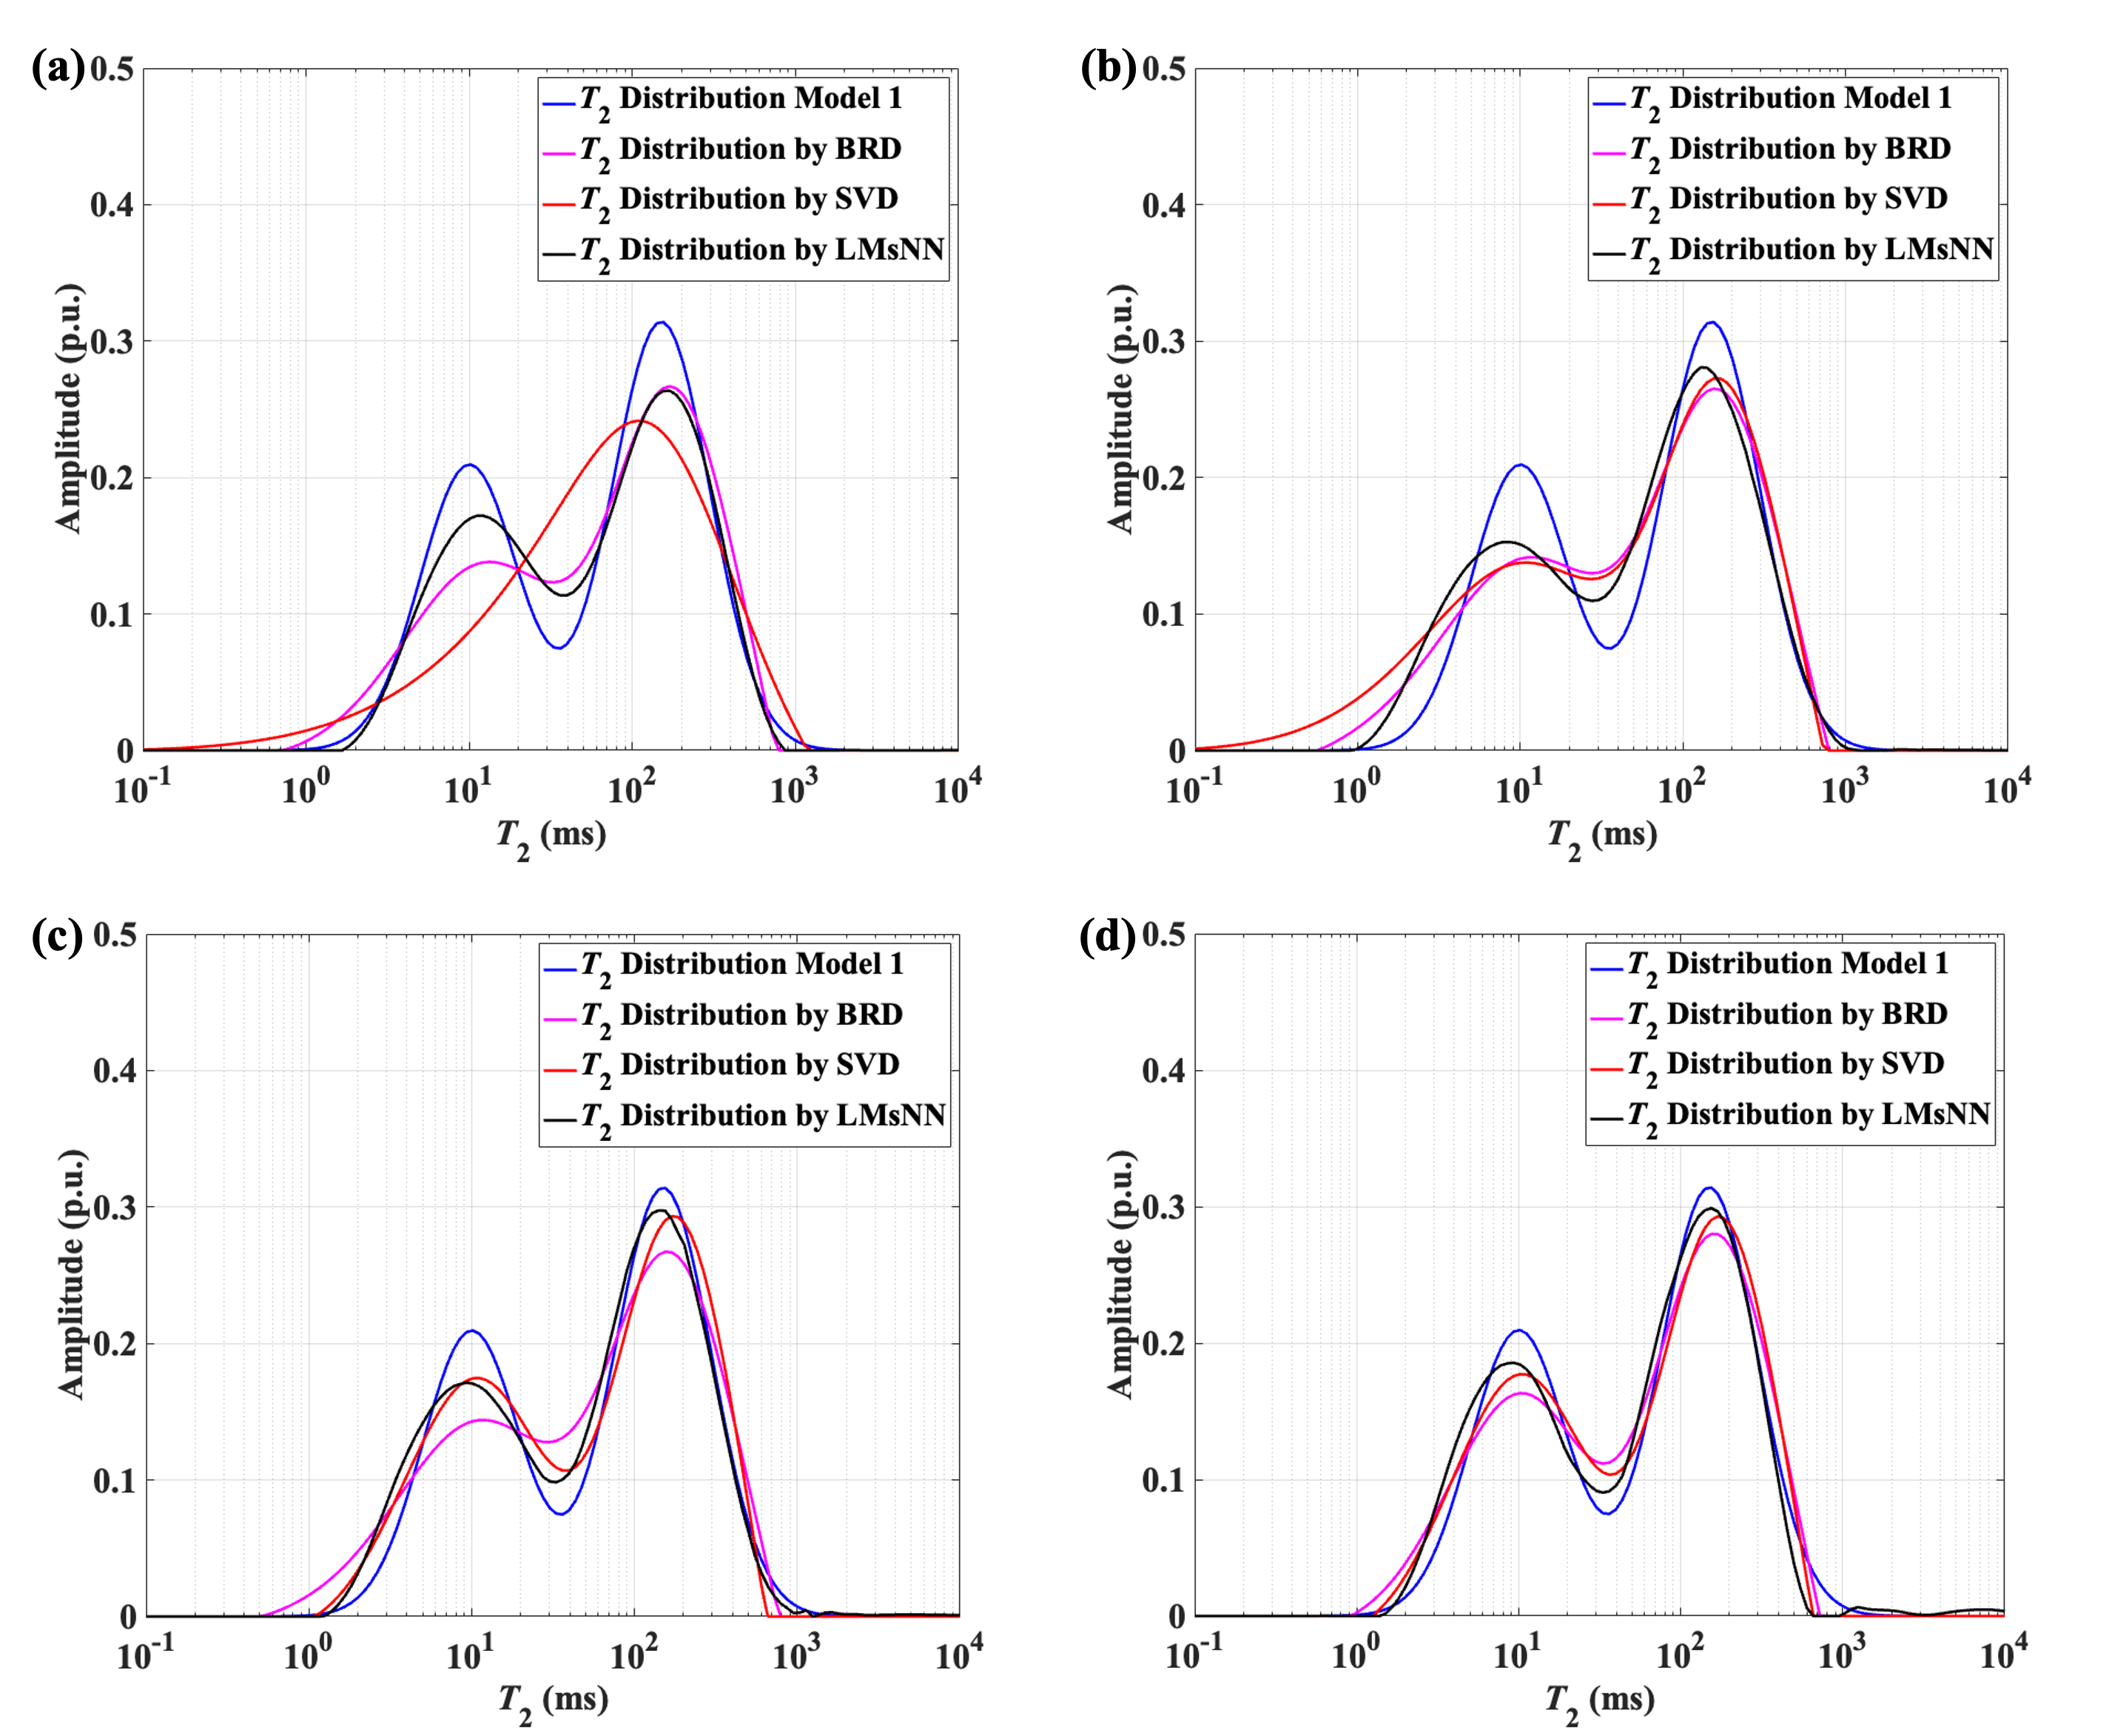 (a)
0.5
0.4
0.3
0.2
0.1
0
Amplitude (p.u.)
T2 Distribution Model 1
T2 Distribution by BRD
T2 Distribution by SVD
T2 Distribution by LMsNN
10-1 100 101 102 103 104
T2 (ms)
(b)
0.5
0.4
0.3
0.2
0.1
0
Amplitude (p.u.)
T2 Distribution Model 1
T2 Distribution by BRD
T2 Distribution by SVD
T2 Distribution by LMsNN
10-1 100 101 102 103 104
T2 (ms)
(c)
0.5
0.4
0.3
0.2
0.1
0
Amplitude (p.u.)
T2 Distribution Model 1
T2 Distribution by BRD
T2 Distribution by SVD
T2 Distribution by LMsNN
10-1 100 101 102 103 104
T2 (ms)
(d)
0.5
0.4
0.3
0.2
0.1
0
Amplitude (p.u.)
T2 Distribution Model 1
T2 Distribution by BRD
T2 Distribution by SVD
T2 Distribution by LMsNN
10-1 100 101 102 103 104
T2 (ms)